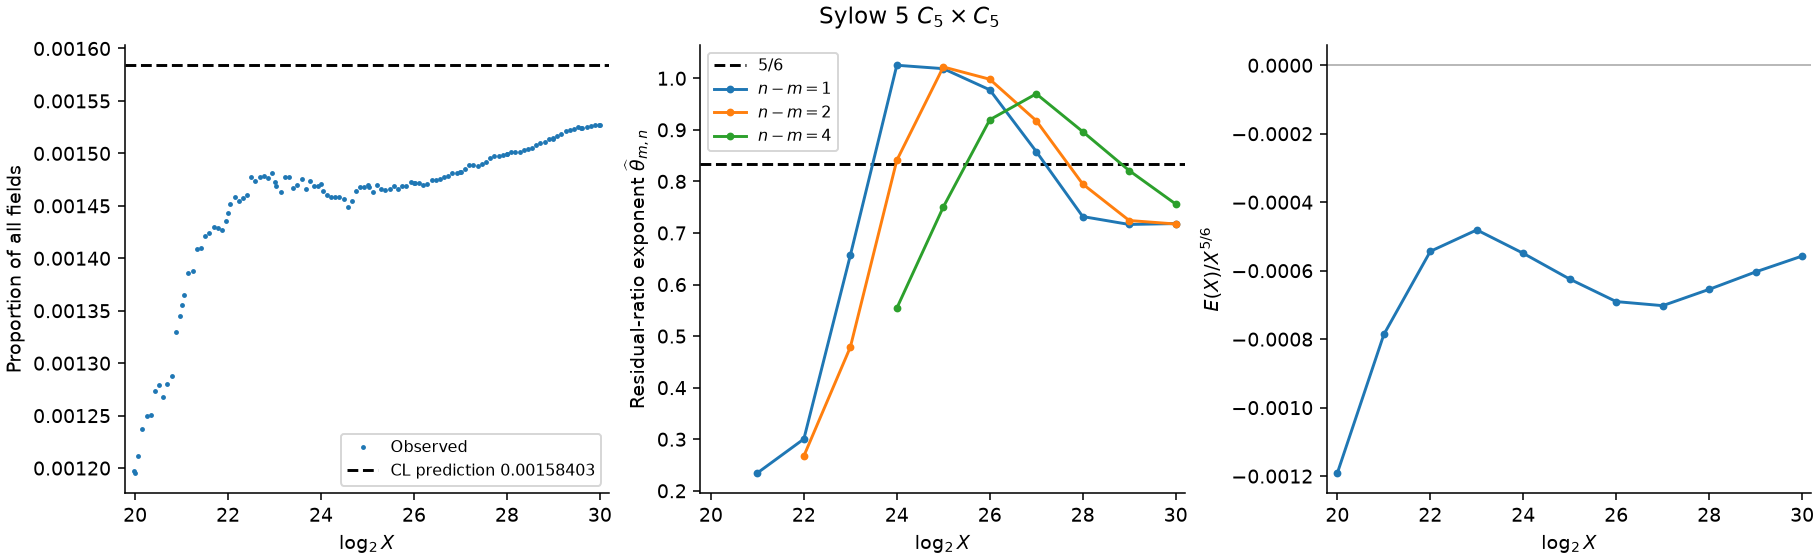 Sylow 5 C₅ × C₅
Proportion of all fields
0.00160
0.00155
0.00150
0.00145
0.00140
0.00135
0.00130
0.00125
0.00120
Observed
CL prediction 0.00158403
20 22 24 26 28 30
log₂ X
Residual-ratio exponent θ̂ₘ,ₙ
1.0
0.9
0.8
0.7
0.6
0.5
0.4
0.3
0.2
5/6
n − m = 1
n − m = 2
n − m = 4
20 22 24 26 28 30
log₂ X
E(X)/X^{5/6}
0.0000
−0.0002
−0.0004
−0.0006
−0.0008
−0.0010
−0.0012
20 22 24 26 28 30
log₂ X